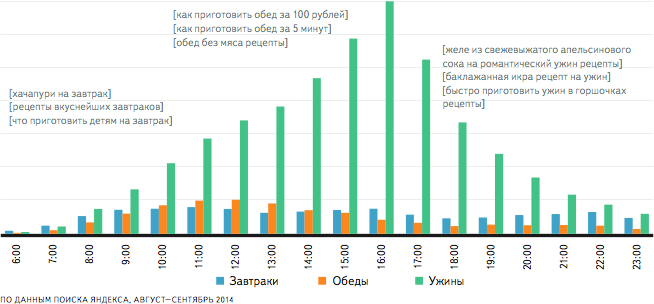 [как приготовить обед за 100 рублей]
[как приготовить обед за 5 минут]
[обед без мяса рецепты]
[желе из свежевыжатого апельсинового
сока на романтический ужин рецепты]
[баклажанная икра рецепт на ужин]
[быстро приготовить ужин в горшочках
рецепты]
[хачапури на завтрак]
[рецепты вкуснейших завтраков]
[что приготовить детям на завтрак]
6:00 7:00 8:00 9:00 10:00 11:00 12:00 13:00 14:00 15:00 16:00 17:00 18:00 19:00 20:00 21:00 22:00 23:00
Завтраки Обеды Ужины
ПО ДАННЫМ ПОИСКА ЯНДЕКСА, АВГУСТ—СЕНТЯБРЬ 2014